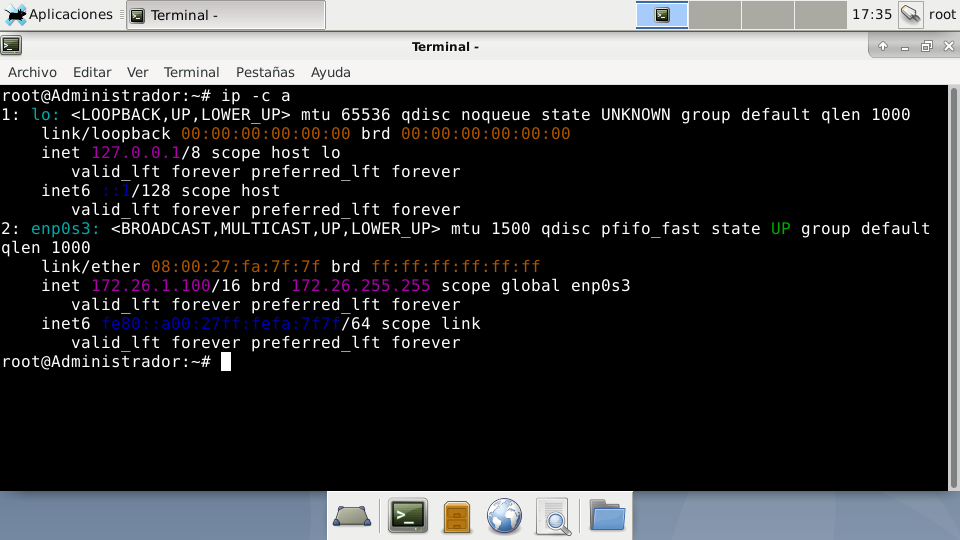 Aplicaciones
Terminal -
17:35
root
Terminal -
Archivo Editar Ver Terminal Pestañas Ayuda
root@Administrador:~# ip -c a
1: lo: <LOOPBACK,UP,LOWER_UP> mtu 65536 qdisc noqueue state UNKNOWN group default qlen 1000
    link/loopback 00:00:00:00:00:00 brd 00:00:00:00:00:00
    inet 127.0.0.1/8 scope host lo
       valid_lft forever preferred_lft forever
    inet6 ::1/128 scope host
       valid_lft forever preferred_lft forever
2: enp0s3: <BROADCAST,MULTICAST,UP,LOWER_UP> mtu 1500 qdisc pfifo_fast state UP group default
qlen 1000
    link/ether 08:00:27:fa:7f:7f brd ff:ff:ff:ff:ff:ff
    inet 172.26.1.100/16 brd 172.26.255.255 scope global enp0s3
       valid_lft forever preferred_lft forever
    inet6 fe80::a00:27ff:fefa:7f7f/64 scope link
       valid_lft forever preferred_lft forever
root@Administrador:~#